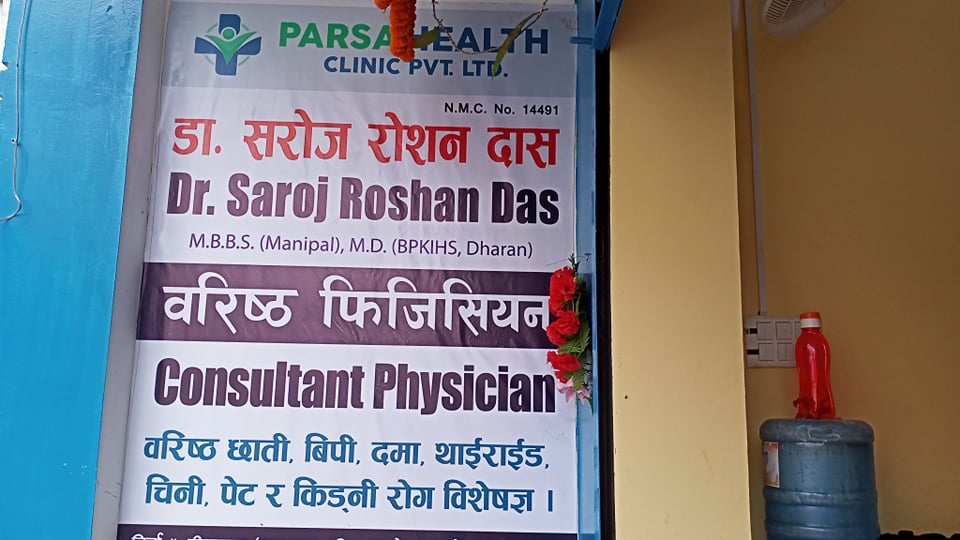 PARSA HEALTH
CLINIC PVT. LTD.
N.M.C. No. 14491
डा. सरोज रोशन दास
Dr. Saroj Roshan Das
M.B.B.S. (Manipal), M.D. (BPKIHS, Dharan)
वरिष्ठ फिजिसियन
Consultant Physician
वरिष्ठ छाती, बिपी, दमा, थाईराईड,
चिनी, पेट र किड्नी रोग विशेषज्ञ ।